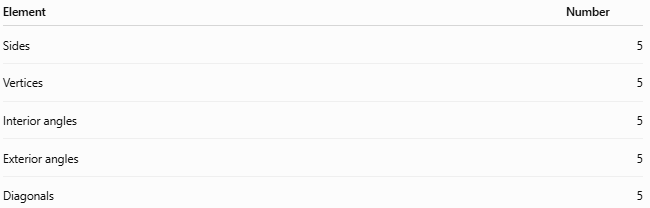 Element Number
Sides 5
Vertices 5
Interior angles 5
Exterior angles 5
Diagonals 5